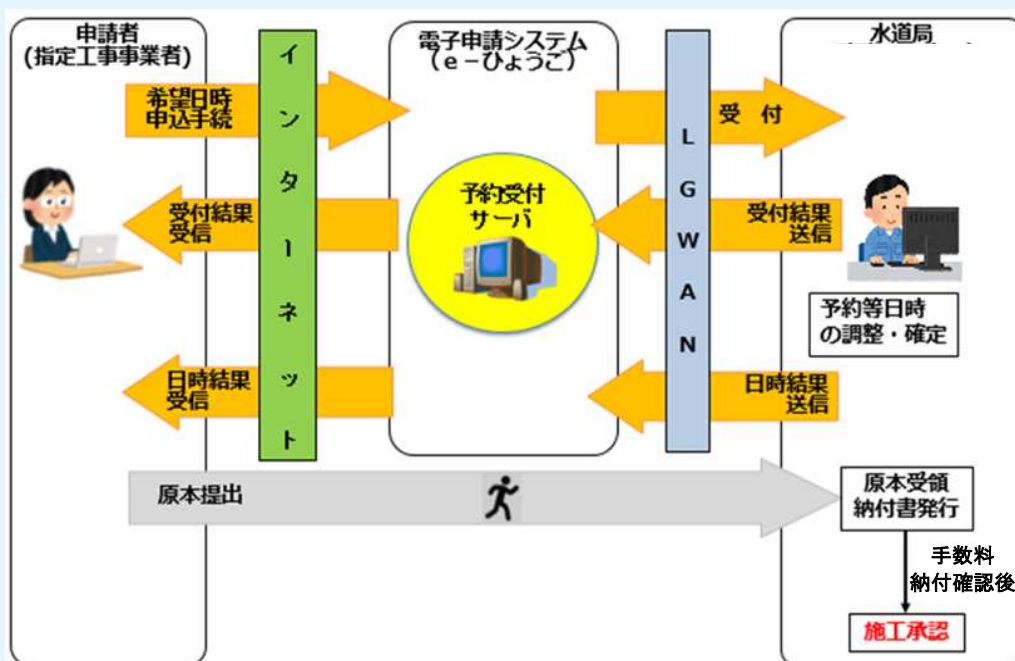 申請者
(指定工事事業者)
電子申請システム
(e－ひょうご)
水道局
インターネット
LGWAN
希望日時
申込手続
受 付
予約受付
サーバ
受付結果
受信
受付結果
送信
予約等日時
の調整・確定
日時結果
受信
日時結果
送信
原本提出
原本受領
納付書発行
手数料
納付確認後
施工承認